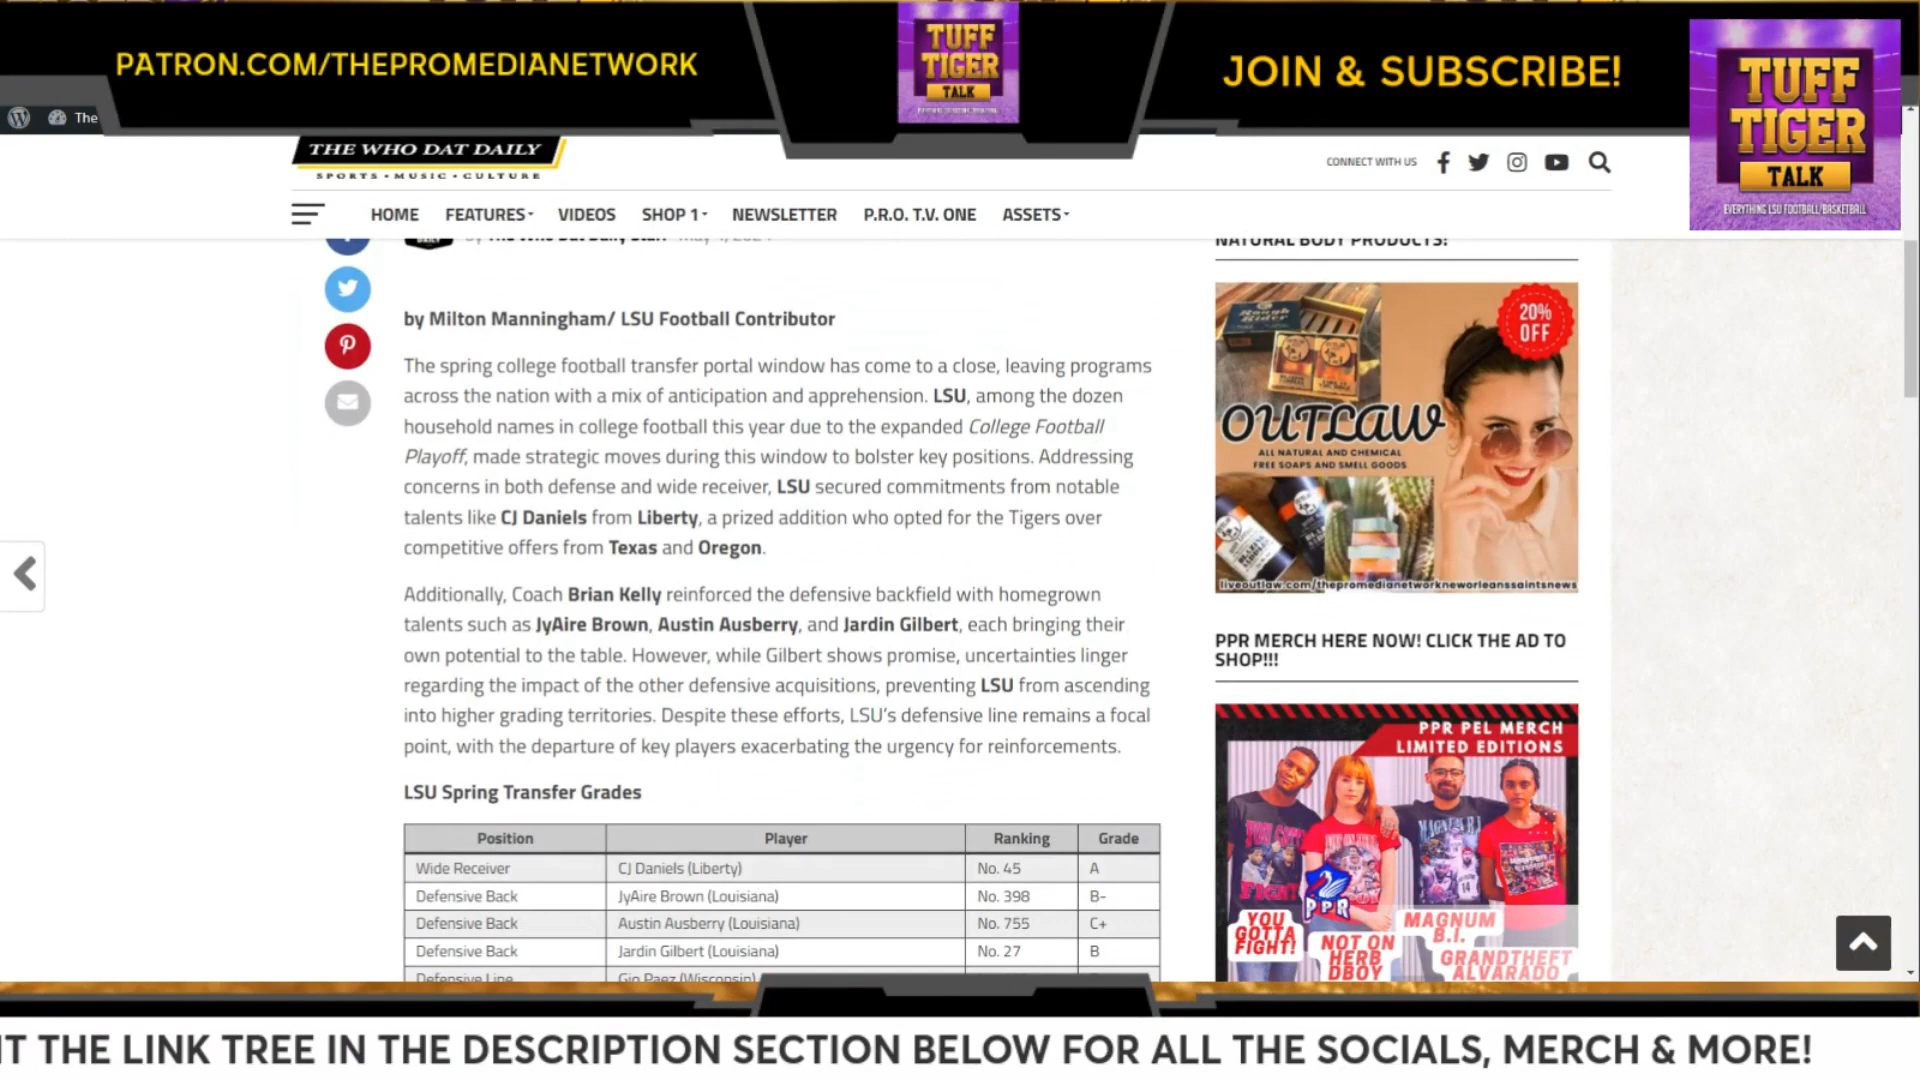 PATRON.COM/THEPROMEDIANETWORK
TUFF
TIGER
TALK
JOIN & SUBSCRIBE!
TUFF
TIGER
TALK
EVERYTHING LSU FOOTBALL/BASKETBALL
The
THE WHO DAT DAILY
SPORTS • MUSIC • CULTURE
CONNECT WITH US
HOME FEATURES VIDEOS SHOP 1 NEWSLETTER P.R.O. T.V. ONE ASSETS
NATURAL BODY PRODUCTS!
by Milton Manningham/ LSU Football Contributor
The spring college football transfer portal window has come to a close, leaving programs
across the nation with a mix of anticipation and apprehension. LSU, among the dozen
household names in college football this year due to the expanded College Football
Playoff, made strategic moves during this window to bolster key positions. Addressing
concerns in both defense and wide receiver, LSU secured commitments from notable
talents like CJ Daniels from Liberty, a prized addition who opted for the Tigers over
competitive offers from Texas and Oregon.
Additionally, Coach Brian Kelly reinforced the defensive backfield with homegrown
talents such as JyAire Brown, Austin Ausberry, and Jardin Gilbert, each bringing their
own potential to the table. However, while Gilbert shows promise, uncertainties linger
regarding the impact of the other defensive acquisitions, preventing LSU from ascending
into higher grading territories. Despite these efforts, LSU's defensive line remains a focal
point, with the departure of key players exacerbating the urgency for reinforcements.
LSU Spring Transfer Grades
Position Player Ranking Grade
Wide Receiver CJ Daniels (Liberty) No. 45 A
Defensive Back JyAire Brown (Louisiana) No. 398 B-
Defensive Back Austin Ausberry (Louisiana) No. 755 C+
Defensive Back Jardin Gilbert (Louisiana) No. 27 B
Defensive Line Gio Paez (Wisconsin)
20%
OFF
OUTLAW
ALL NATURAL AND CHEMICAL
FREE SOAPS AND SMELL GOODS
liveoutlaw.com/thepromedianetworkneworleanssaintsnews
PPR MERCH HERE NOW! CLICK THE AD TO
SHOP!!!
PPR PEL MERCH
LIMITED EDITIONS
PPR
YOU
GOTTA
FIGHT!
NOT ON
HERB
DBOY
MAGNUM
B.I.
GRANDTHEFT
ALVARADO
IT THE LINK TREE IN THE DESCRIPTION SECTION BELOW FOR ALL THE SOCIALS, MERCH & MORE!